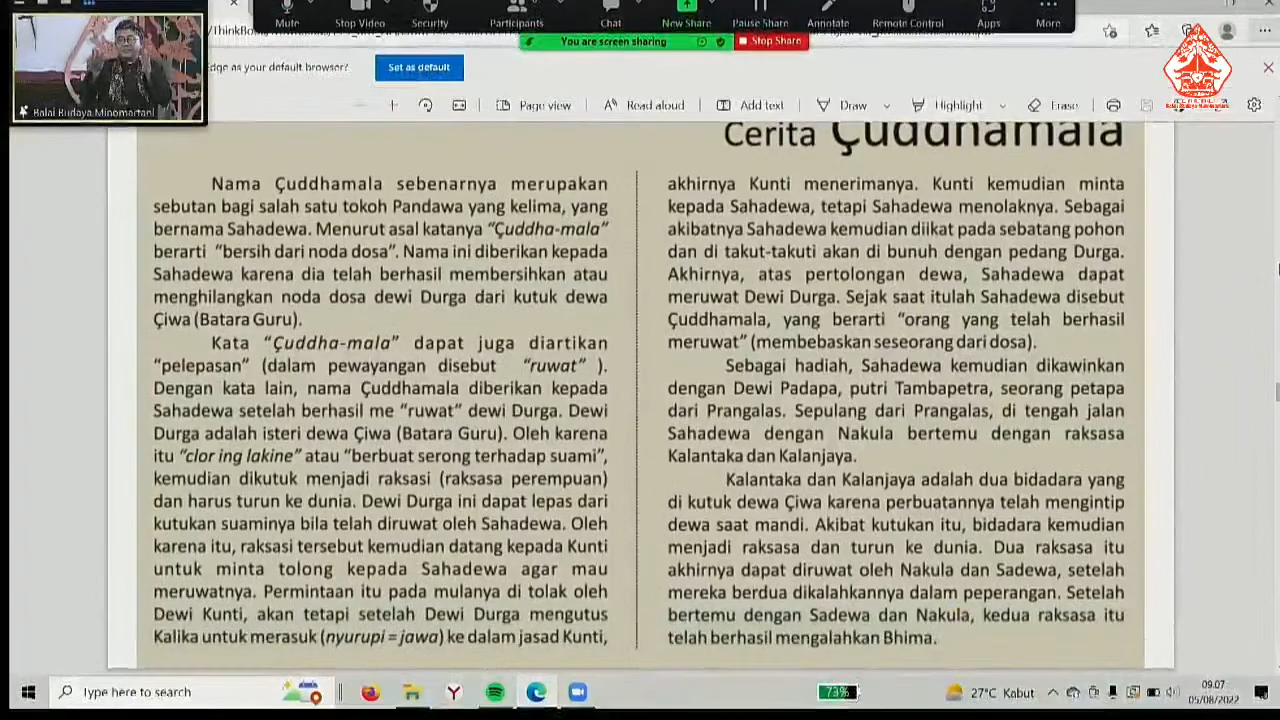 Mute
Stop Video
Security
Participants
Chat
New Share
Pause Share
Annotate
Remote Control
Apps
More
You are screen sharing
Stop Share
Balai Budaya Minomartani
your default browser?
Set as default
Page view
Read aloud
Add text
Draw
Highlight
Erase
Cerita Çuddhamala
Nama Çuddhamala sebenarnya merupakan
sebutan bagi salah satu tokoh Pandawa yang kelima, yang
bernama Sahadewa. Menurut asal katanya “Çuddha-mala”
berarti “bersih dari noda dosa”. Nama ini diberikan kepada
Sahadewa karena dia telah berhasil membersihkan atau
menghilangkan noda dosa dewi Durga dari kutuk dewa
Çiwa (Batara Guru).
Kata “Çuddha-mala” dapat juga diartikan
“pelepasan” (dalam pewayangan disebut “ruwat” ).
Dengan kata lain, nama Çuddhamala diberikan kepada
Sahadewa setelah berhasil me “ruwat” dewi Durga. Dewi
Durga adalah isteri dewa Çiwa (Batara Guru). Oleh karena
itu “clor ing lakine” atau “berbuat serong terhadap suami”,
kemudian dikutuk menjadi raksasi (raksasa perempuan)
dan harus turun ke dunia. Dewi Durga ini dapat lepas dari
kutukan suaminya bila telah diruwat oleh Sahadewa. Oleh
karena itu, raksasi tersebut kemudian datang kepada Kunti
untuk minta tolong kepada Sahadewa agar mau
meruwatnya. Permintaan itu pada mulanya di tolak oleh
Dewi Kunti, akan tetapi setelah Dewi Durga mengutus
Kalika untuk merasuk (nyurupi = jawa) ke dalam jasad Kunti,
akhirnya Kunti menerimanya. Kunti kemudian minta
kepada Sahadewa, tetapi Sahadewa menolaknya. Sebagai
akibatnya Sahadewa kemudian diikat pada sebatang pohon
dan di takut-takuti akan di bunuh dengan pedang Durga.
Akhirnya, atas pertolongan dewa, Sahadewa dapat
meruwat Dewi Durga. Sejak saat itulah Sahadewa disebut
Çuddhamala, yang berarti “orang yang telah berhasil
meruwat” (membebaskan seseorang dari dosa).
Sebagai hadiah, Sahadewa kemudian dikawinkan
dengan Dewi Padapa, putri Tambapetra, seorang petapa
dari Prangalas. Sepulang dari Prangalas, di tengah jalan
Sahadewa dengan Nakula bertemu dengan raksasa
Kalantaka dan Kalanjaya.
Kalantaka dan Kalanjaya adalah dua bidadara yang
di kutuk dewa Çiwa karena perbuatannya telah mengintip
dewa saat mandi. Akibat kutukan itu, bidadara kemudian
menjadi raksasa dan turun ke dunia. Dua raksasa itu
akhirnya dapat diruwat oleh Nakula dan Sadewa, setelah
mereka berdua dikalahkannya dalam peperangan. Setelah
bertemu dengan Sadewa dan Nakula, kedua raksasa itu
telah berhasil mengalahkan Bhima.
Type here to search
73%
27°C Kabut
09.07
05/08/2022